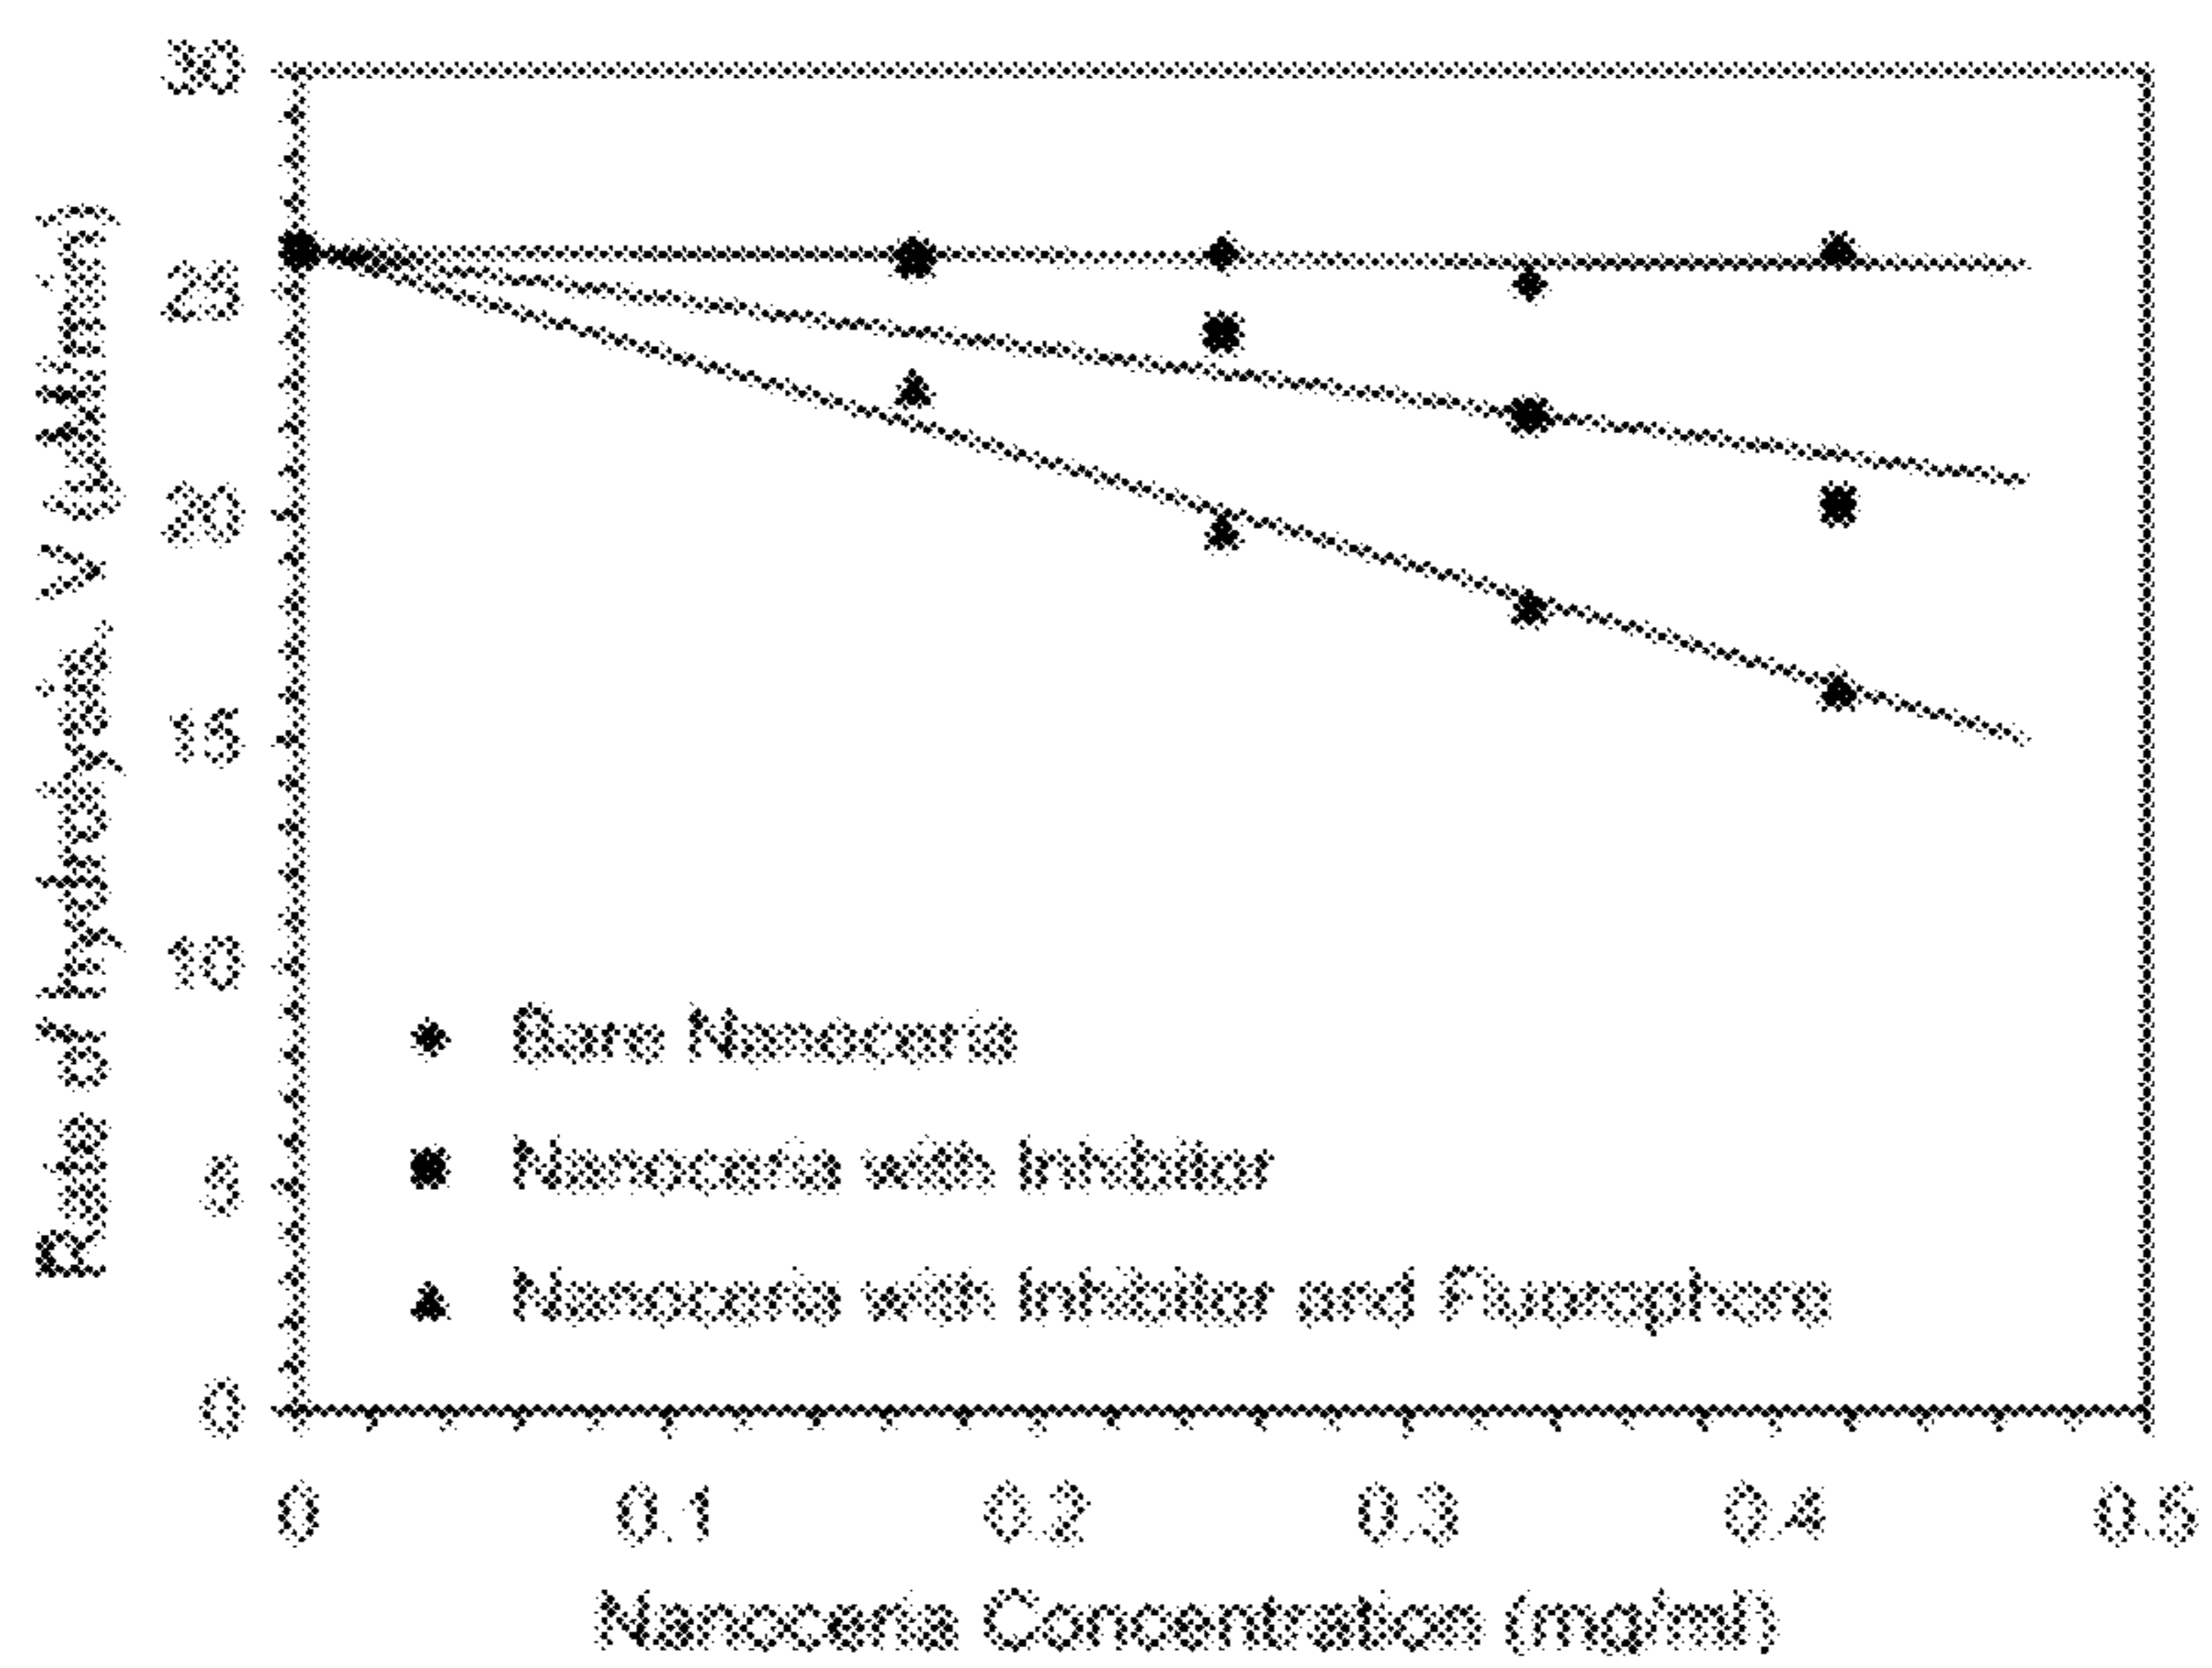 Rate of hydrolysis, V (µM/min)
30
25
20
15
10
5
0
Bare Nanoceria
Nanoceria with Inhibitor
Nanoceria with Inhibitor and Fluorophore
0 0.1 0.2 0.3 0.4 0.5
Nanoceria Concentration (mg/ml)